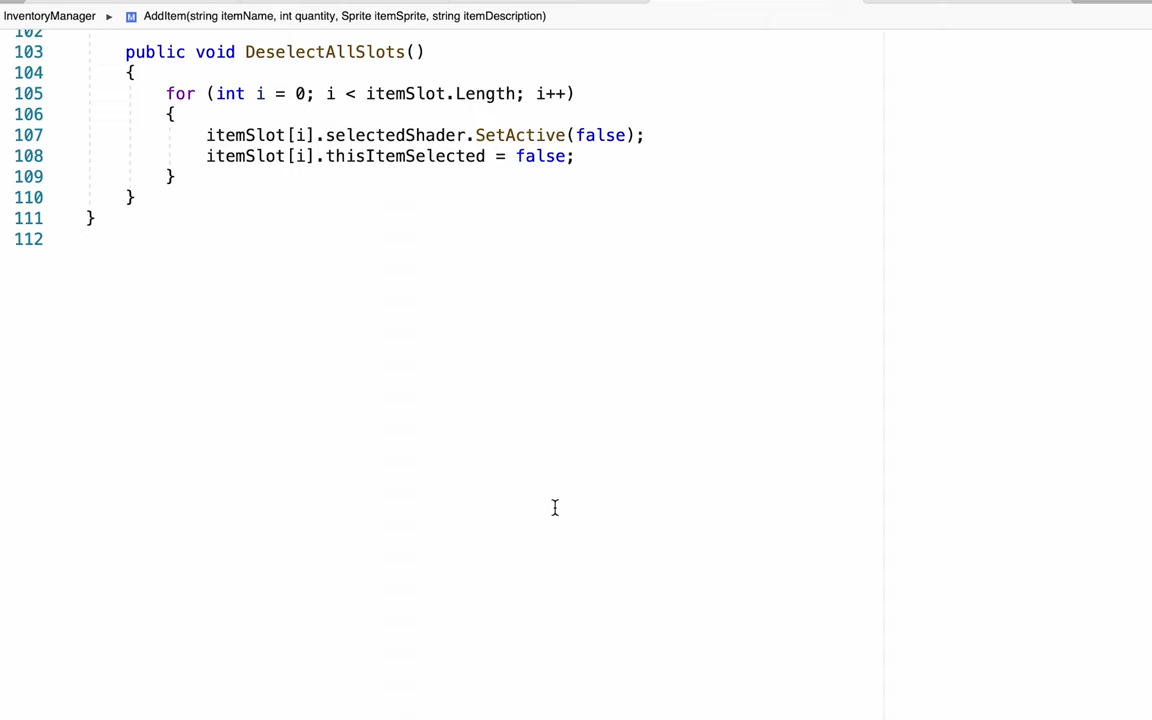 InventoryManager ▸ M AddItem(string itemName, int quantity, Sprite itemSprite, string itemDescription)
102
103 public void DeselectAllSlots()
104 {
105 for (int i = 0; i < itemSlot.Length; i++)
106 {
107 itemSlot[i].selectedShader.SetActive(false);
108 itemSlot[i].thisItemSelected = false;
109 }
110 }
111 }
112